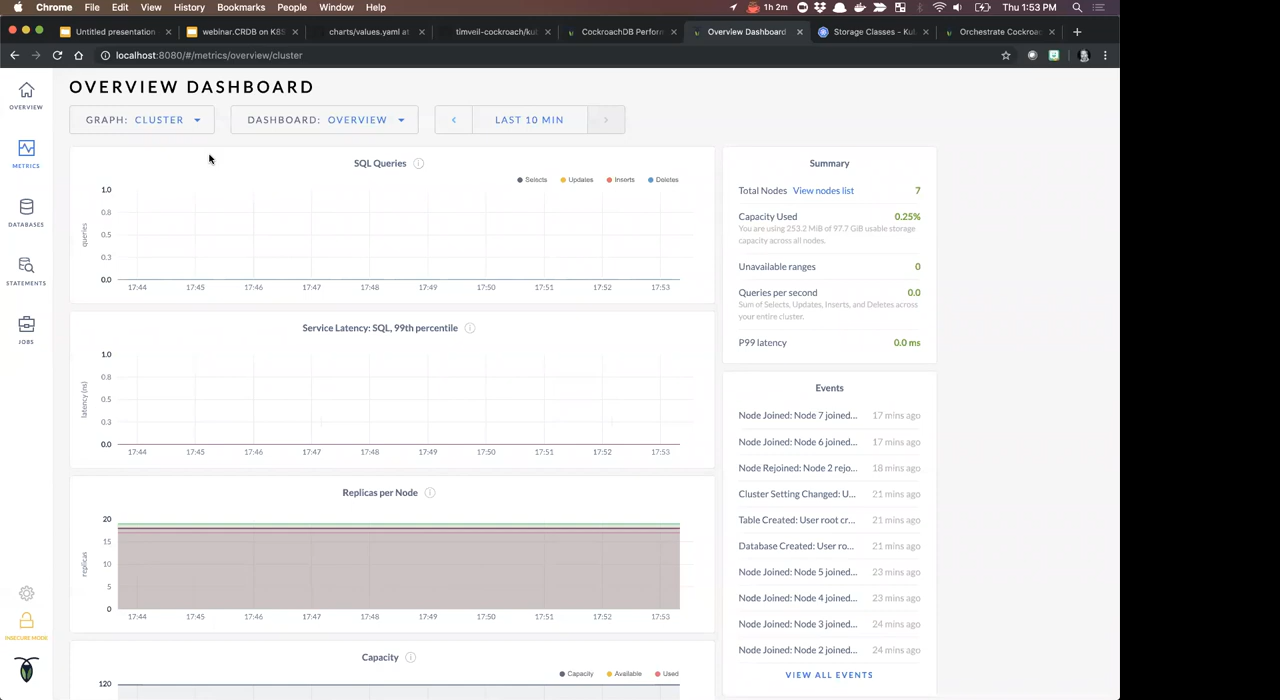 Chrome File Edit View History Bookmarks People Window Help 1h 2m Thu 1:53 PM
Untitled presentation × webinar.CRDB on K8S × charts/values.yaml at × timveil-cockroach/kub × CockroachDB Perform × Overview Dashboard × Storage Classes - Kub × Orchestrate Cockroac × +
localhost:8080/#/metrics/overview/cluster
OVERVIEW DASHBOARD
OVERVIEW
METRICS
DATABASES
STATEMENTS
JOBS
INSECURE MODE
GRAPH: CLUSTER
DASHBOARD: OVERVIEW
LAST 10 MIN
SQL Queries
Selects Updates Inserts Deletes
queries
1.0
0.8
0.5
0.3
0.0
17:44 17:45 17:46 17:47 17:48 17:49 17:50 17:51 17:52 17:53
Service Latency: SQL, 99th percentile
latency (ns)
1.0
0.8
0.5
0.3
0.0
17:44 17:45 17:46 17:47 17:48 17:49 17:50 17:51 17:52 17:53
Replicas per Node
replicas
20
15
10
5
0
17:44 17:45 17:46 17:47 17:48 17:49 17:50 17:51 17:52 17:53
Capacity
Capacity Available Used
120
Summary
Total Nodes View nodes list 7
Capacity Used 0.25%
You are using 253.2 MiB of 97.7 GiB usable storage
capacity across all nodes.
Unavailable ranges 0
Queries per second 0.0
Sum of Selects, Updates, Inserts, and Deletes across
your entire cluster.
P99 latency 0.0 ms
Events
Node Joined: Node 7 joined... 17 mins ago
Node Joined: Node 6 joined... 17 mins ago
Node Rejoined: Node 2 rejo... 18 mins ago
Cluster Setting Changed: U... 21 mins ago
Table Created: User root cr... 21 mins ago
Database Created: User ro... 21 mins ago
Node Joined: Node 5 joined... 23 mins ago
Node Joined: Node 4 joined... 23 mins ago
Node Joined: Node 3 joined... 24 mins ago
Node Joined: Node 2 joined... 24 mins ago
VIEW ALL EVENTS